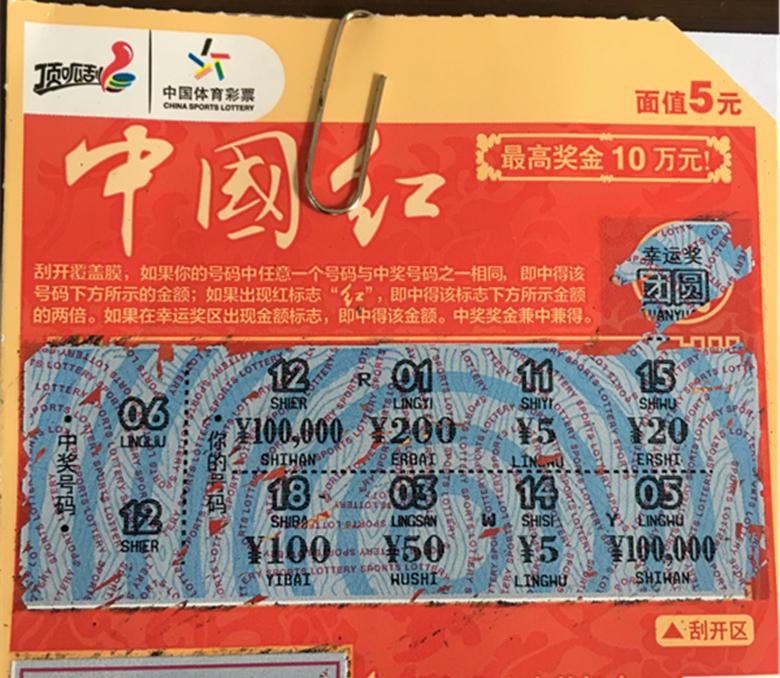 顶呱刮
中国体育彩票
CHINA SPORTS LOTTERY
面值5元
中國红
最高奖金10万元!
刮开覆盖膜，如果你的号码中任意一个号码与中奖号码之一相同，即中得该
号码下方所示的金额；如果出现红标志“红”，即中得该标志下方所示金额
的两倍。如果在幸运奖区出现金额标志，即中得该金额。中奖奖金兼中兼得。
幸运奖
团圆
中奖号码
06
LINGLIU
12
SHIER
你的号码
12 R 01 11 15
SHIER LINGYI SHIYI SHIWU
¥100,000 ¥200 ¥5 ¥20
SHIWAN ERBAI LINGWU ERSHI
18 03 W 14 Y 05
SHIBA LINGSAN SHISI LINGWU
¥100 ¥50 ¥5 ¥100,000
YIBAI WUSHI LINGWU SHIWAN
▲刮开区